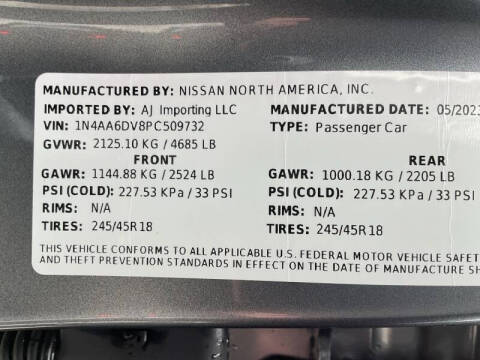 MANUFACTURED BY: NISSAN NORTH AMERICA, INC.
IMPORTED BY: AJ Importing LLC MANUFACTURED DATE: 05/2023
VIN: 1N4AA6DV8PC509732 TYPE: Passenger Car
GVWR: 2125.10 KG / 4685 LB
FRONT REAR
GAWR: 1144.88 KG / 2524 LB GAWR: 1000.18 KG / 2205 LB
PSI (COLD): 227.53 KPa / 33 PSI PSI (COLD): 227.53 KPa / 33 PSI
RIMS: N/A RIMS: N/A
TIRES: 245/45R18 TIRES: 245/45R18
THIS VEHICLE CONFORMS TO ALL APPLICABLE U.S. FEDERAL MOTOR VEHICLE SAFET
AND THEFT PREVENTION STANDARDS IN EFFECT ON THE DATE OF MANUFACTURE SH